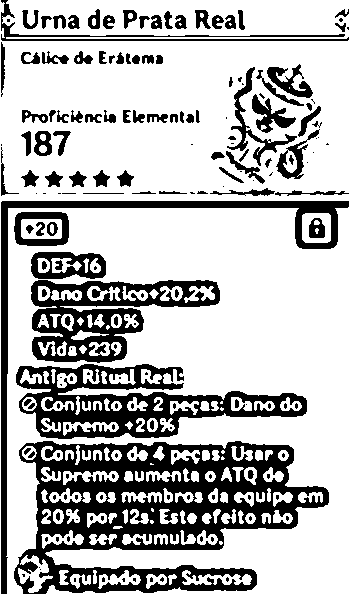 Urna de Prata Real
Cálice de Erátema
Proficiência Elemental
187
★★★★★
+20
DEF+16
Dano Crítico+20,2%
ATQ+14,0%
Vida+239
Antigo Ritual Real:
Conjunto de 2 peças: Dano do
Supremo +20%
Conjunto de 4 peças: Usar o
Supremo aumenta o ATQ de
todos os membros da equipe em
20% por 12s. Este efeito não
pode ser acumulado.
Equipado por Sucrose